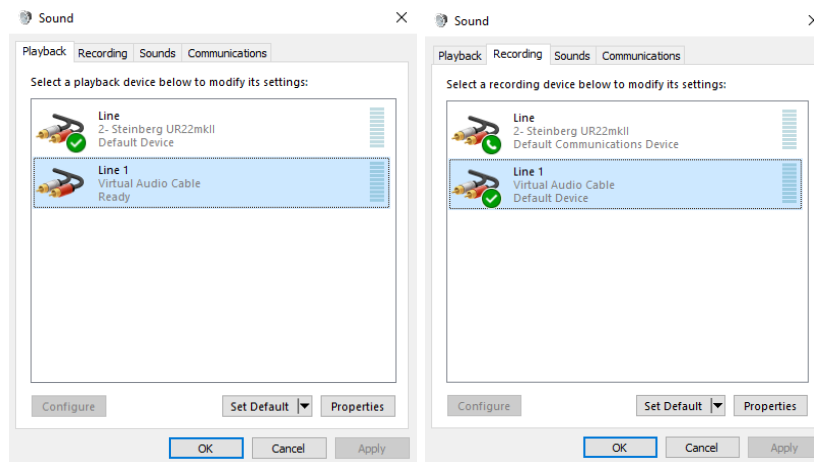 Sound
Playback Recording Sounds Communications
Select a playback device below to modify its settings:
Line
2- Steinberg UR22mkII
Default Device
Line 1
Virtual Audio Cable
Ready
Configure Set Default Properties
OK Cancel Apply
Sound
Playback Recording Sounds Communications
Select a recording device below to modify its settings:
Line
2- Steinberg UR22mkII
Default Communications Device
Line 1
Virtual Audio Cable
Default Device
Configure Set Default Properties
OK Cancel Apply